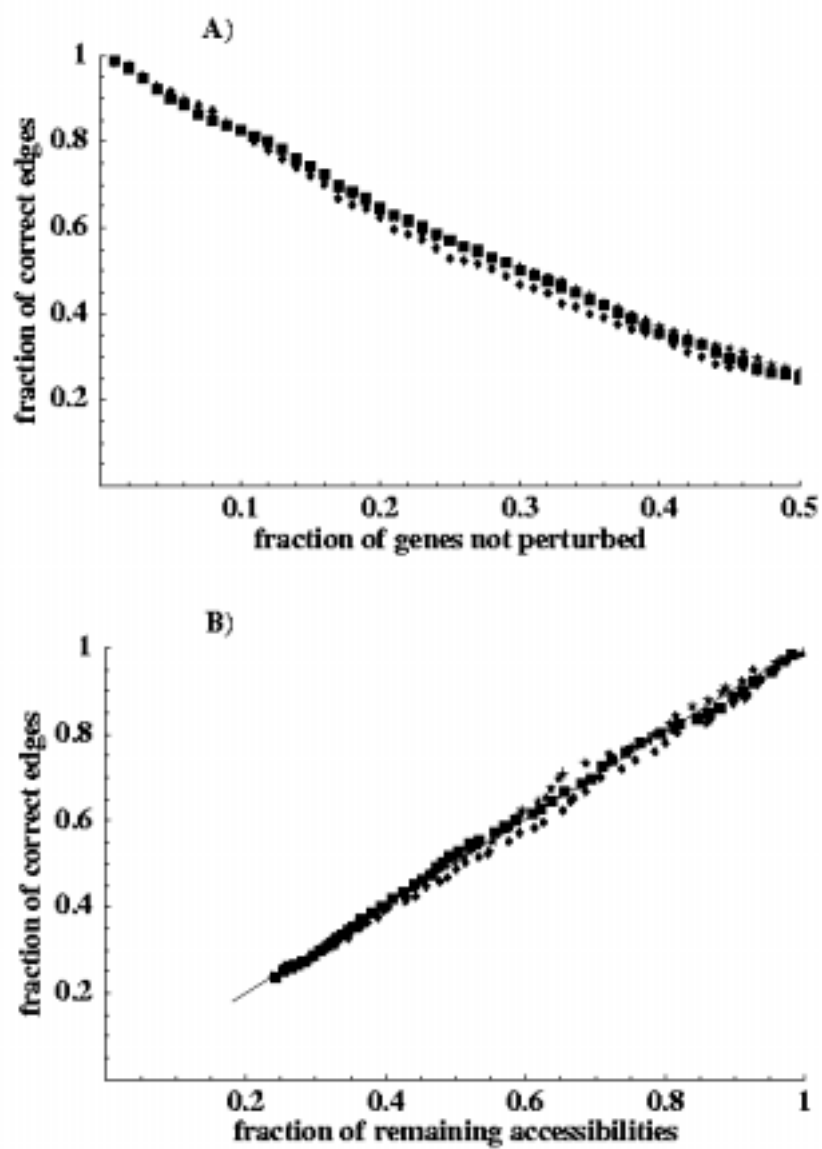 A)
1
0.8
0.6
0.4
0.2
fraction of correct edges
0.1 0.2 0.3 0.4 0.5
fraction of genes not perturbed
B)
1
0.8
0.6
0.4
0.2
fraction of correct edges
0.2 0.4 0.6 0.8 1
fraction of remaining accessibilities